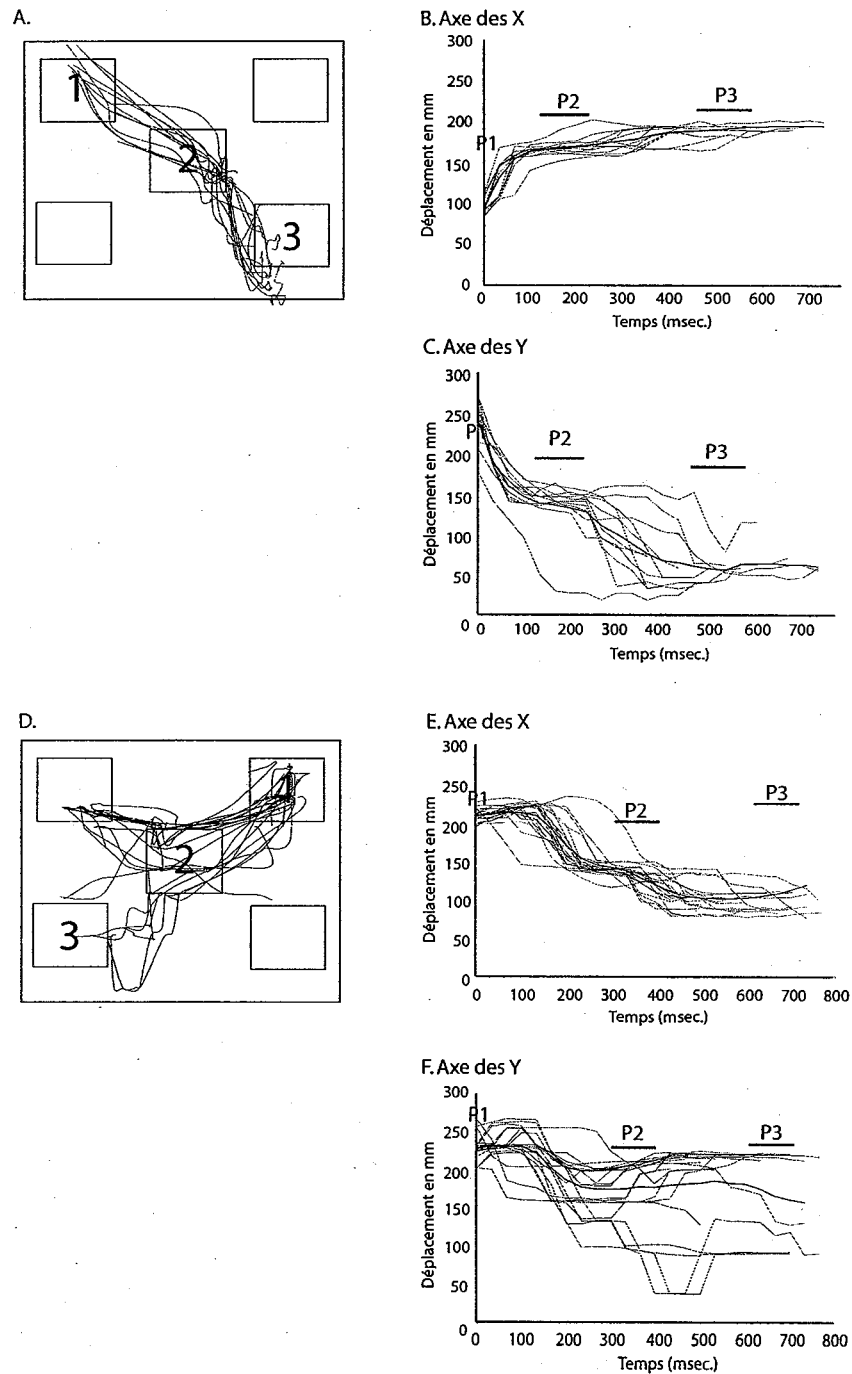 A.
1
2
3
B. Axe des X
Déplacement en mm
300
250
200
150
100
50
0
P1
P2
P3
0 100 200 300 400 500 600 700
Temps (msec.)
C. Axe des Y
Déplacement en mm
300
250
200
150
100
50
0
P
P2
P3
0 100 200 300 400 500 600 700
Temps (msec.)
D.
1
2
3
E. Axe des X
Déplacement en mm
300
250
200
150
100
50
0
P1
P2
P3
0 100 200 300 400 500 600 700 800
Temps (msec.)
F. Axe des Y
Déplacement en mm
300
250
200
150
100
50
0
P1
P2
P3
0 100 200 300 400 500 600 700 800
Temps (msec.)